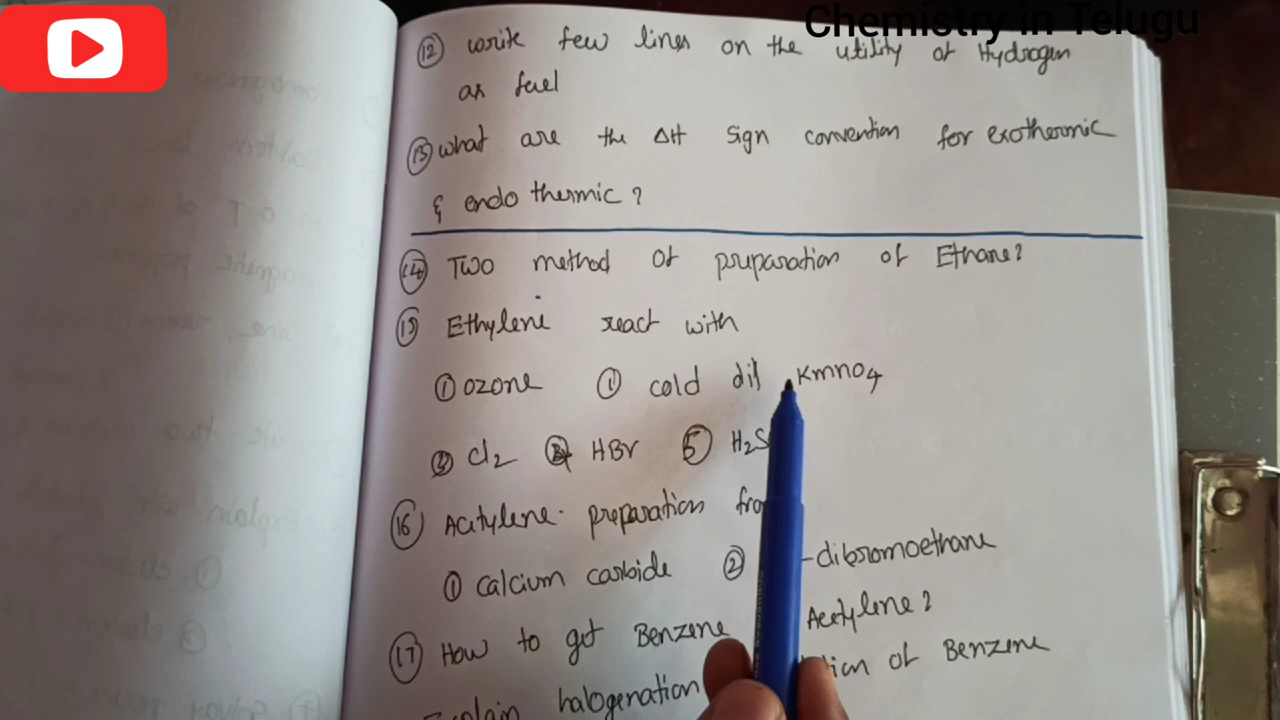 Chemistry in Telugu
⑫ write few lines on the utility of Hydrogen
as fuel
⑬ what are the ΔH sign convention for exothermic
& endo thermic ?
⑭ Two method of preparation of Ethane?
⑮ Ethylene react with
① ozone ① cold dil KMnO4
③ Cl2 ④ HBr ⑤
⑯ Acetylene preparation
① calcium carbide ② -dibromoethane
⑰ How to get Benzene Acetylene?
Explain halogenation of Benzene